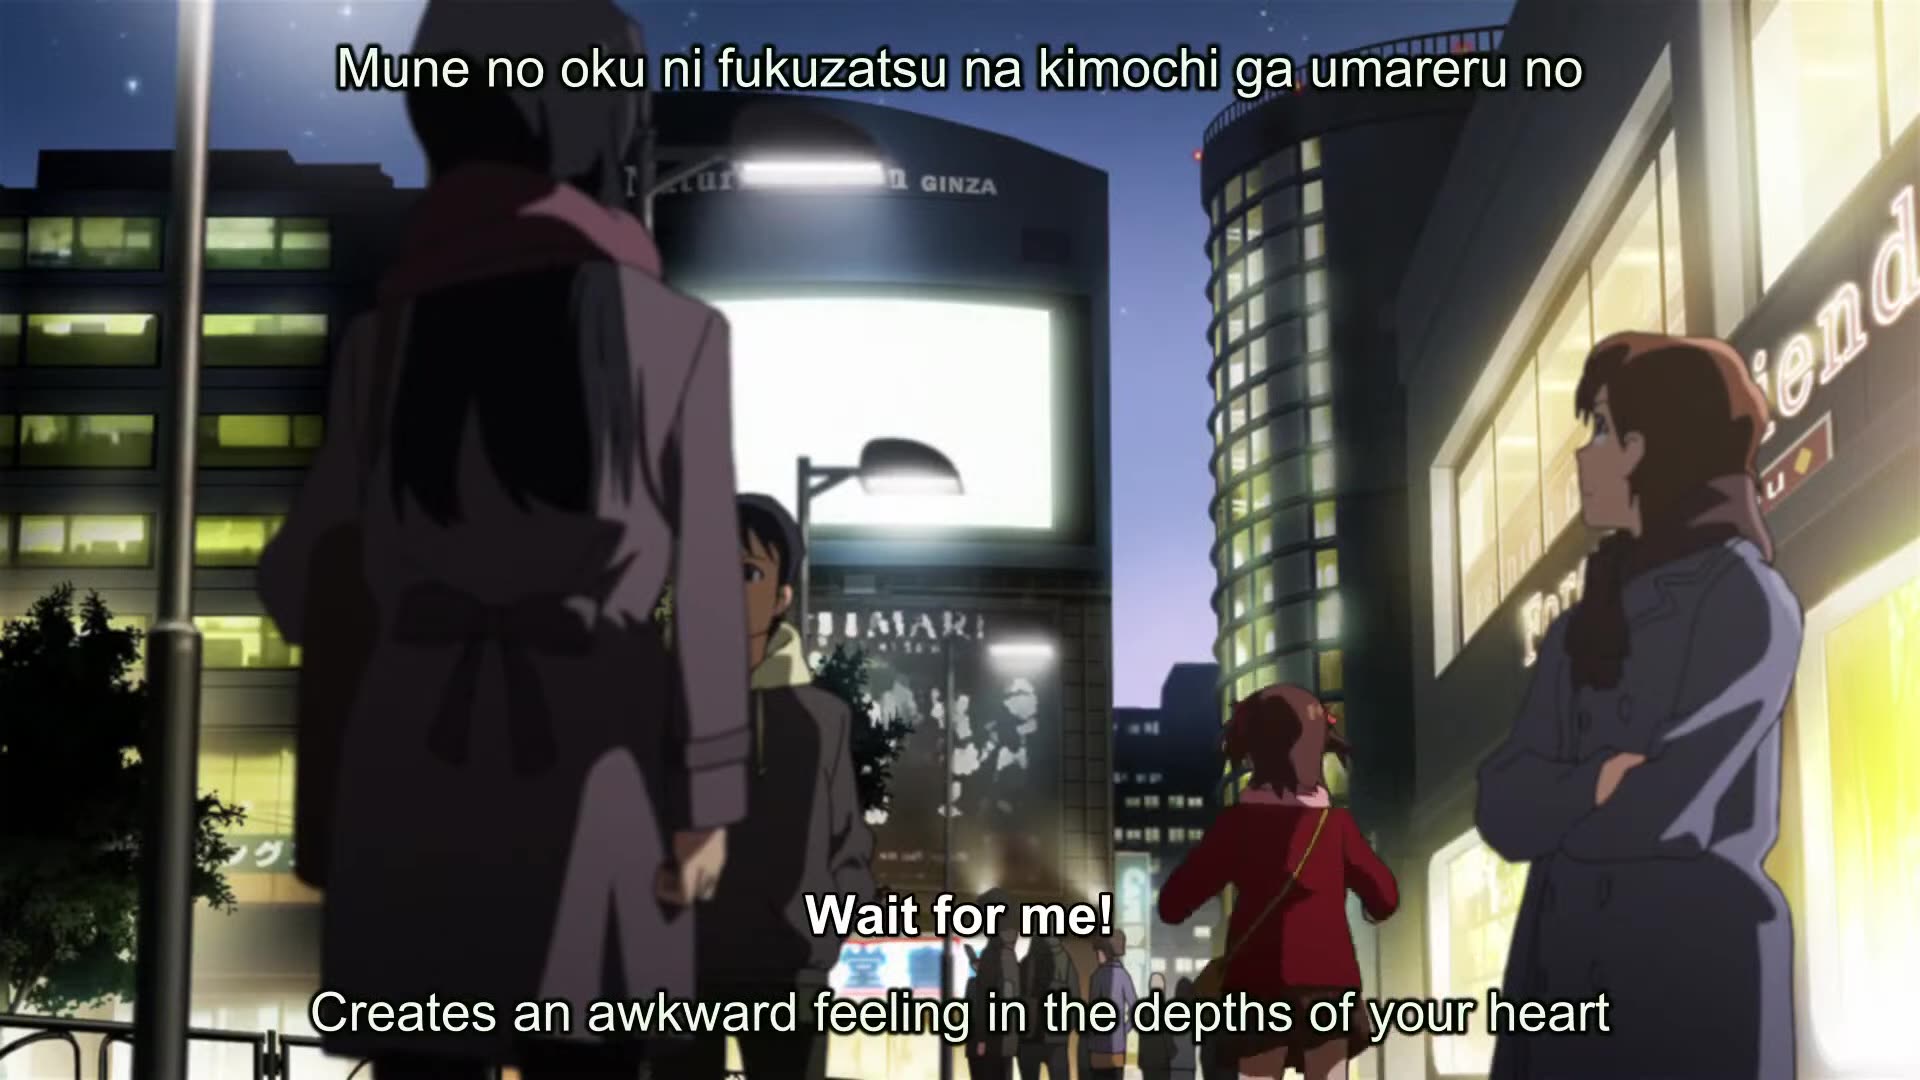 Mune no oku ni fukuzatsu na kimochi ga umareru no
GINZA
iend
Wait for me!
Creates an awkward feeling in the depths of your heart